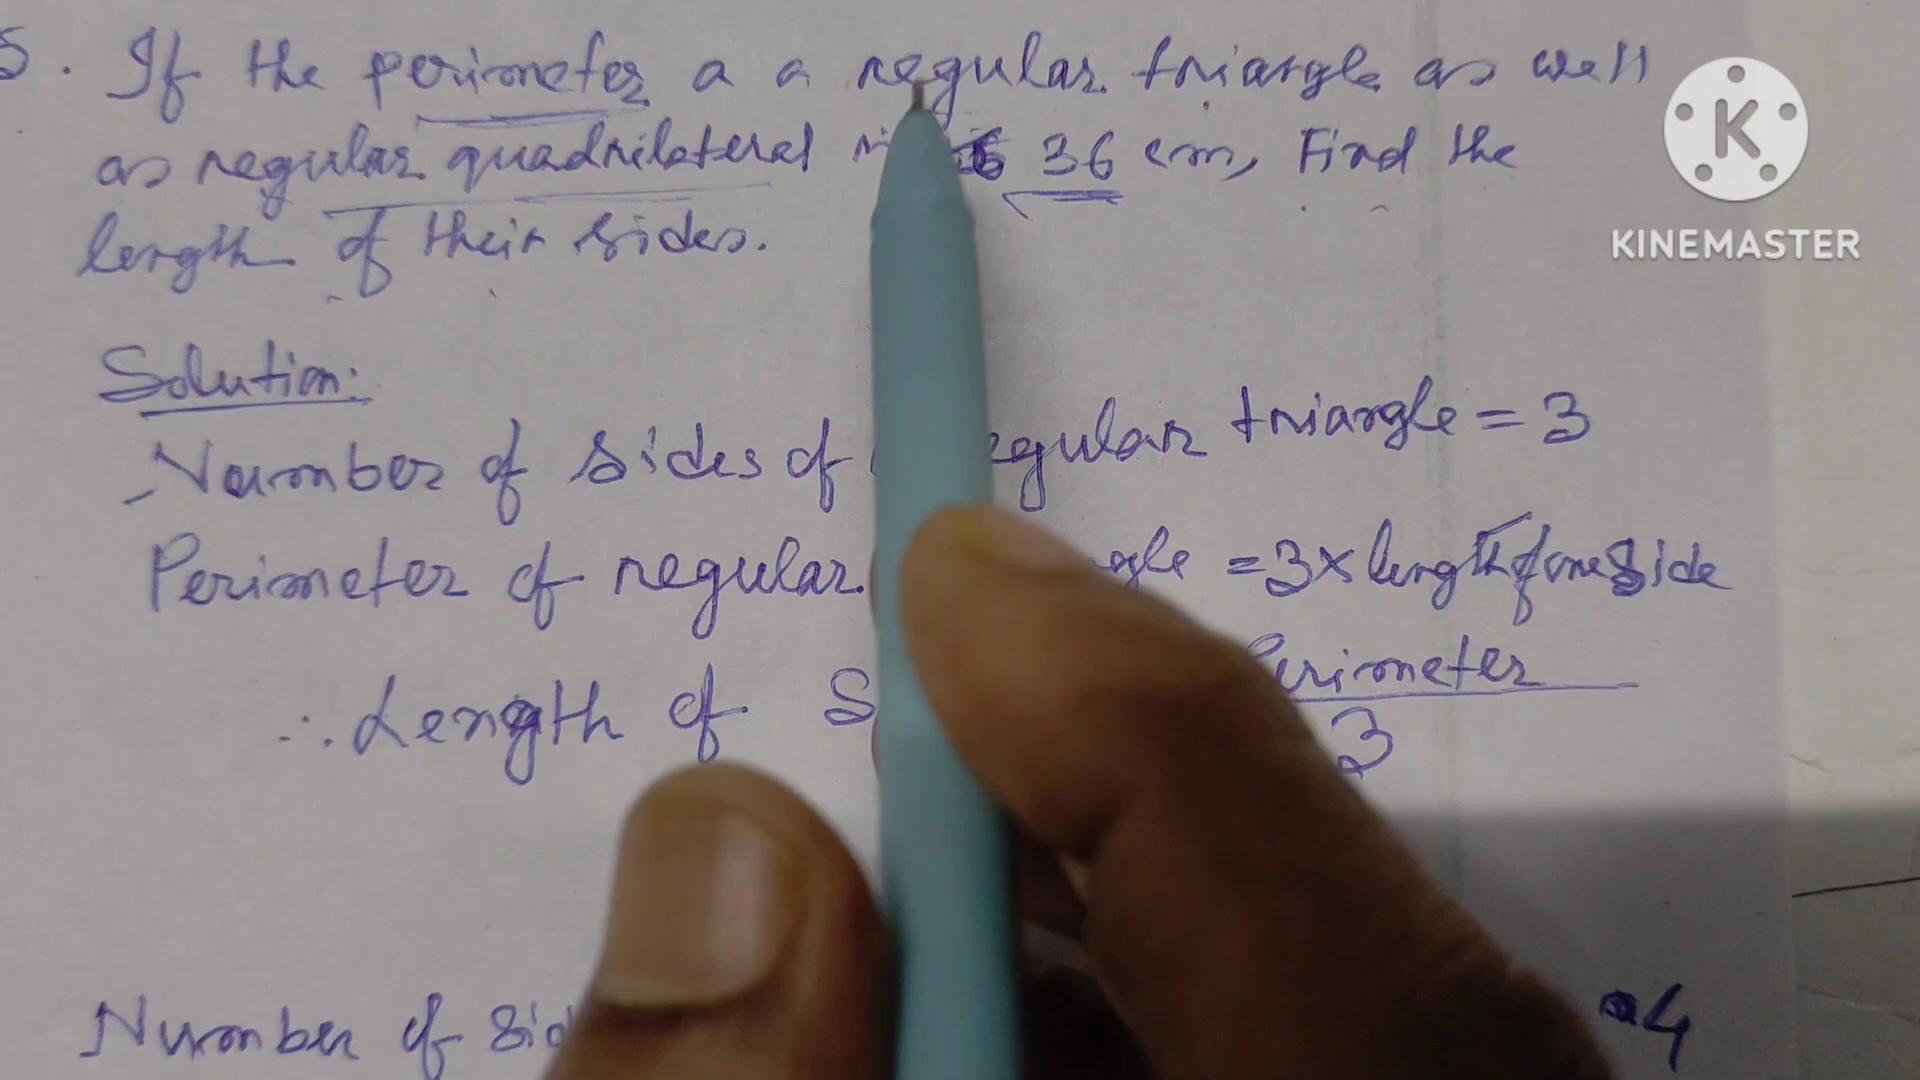 5. If the perimeter a a regular triangle as well
as regular quadrilateral is 36 cm, Find the
length of their sides.
Solution:
Number of sides of regular triangle = 3
Perimeter of regular = 3 × length of one side
∴ Length of Perimeter
3
Number of 4
K
KINEMASTER